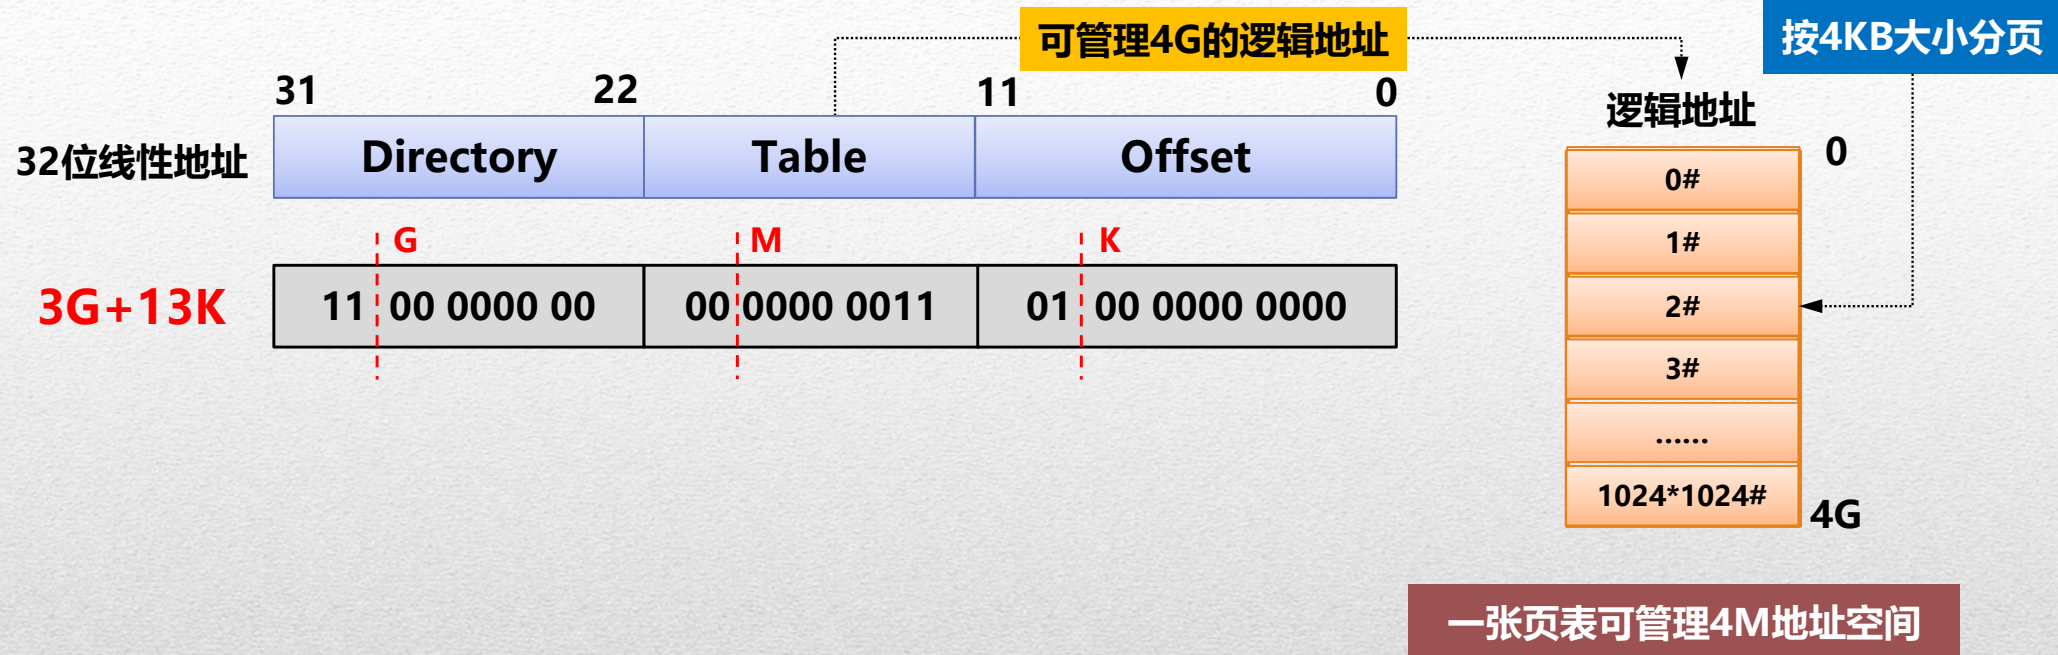 可管理4G的逻辑地址
按4KB大小分页
31 22 11 0
逻辑地址
32位线性地址 Directory Table Offset
0
0#
1#
2#
3#
......
1024*1024#
4G
G M K
3G+13K 11 00 0000 00 00 0000 0011 01 00 0000 0000
一张页表可管理4M地址空间